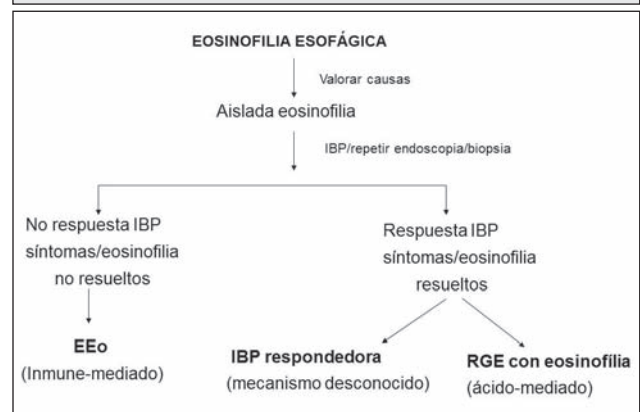 EOSINOFILIA ESOFÁGICA
Valorar causas
Aislada eosinofilia
IBP/repetir endoscopia/biopsia
No respuesta IBP
síntomas/eosinofilia
no resueltos
Respuesta IBP
síntomas/eosinofilia
resueltos
EEo
(Inmune-mediado)
IBP respondedora
(mecanismo desconocido)
RGE con eosinofília
(ácido-mediado)